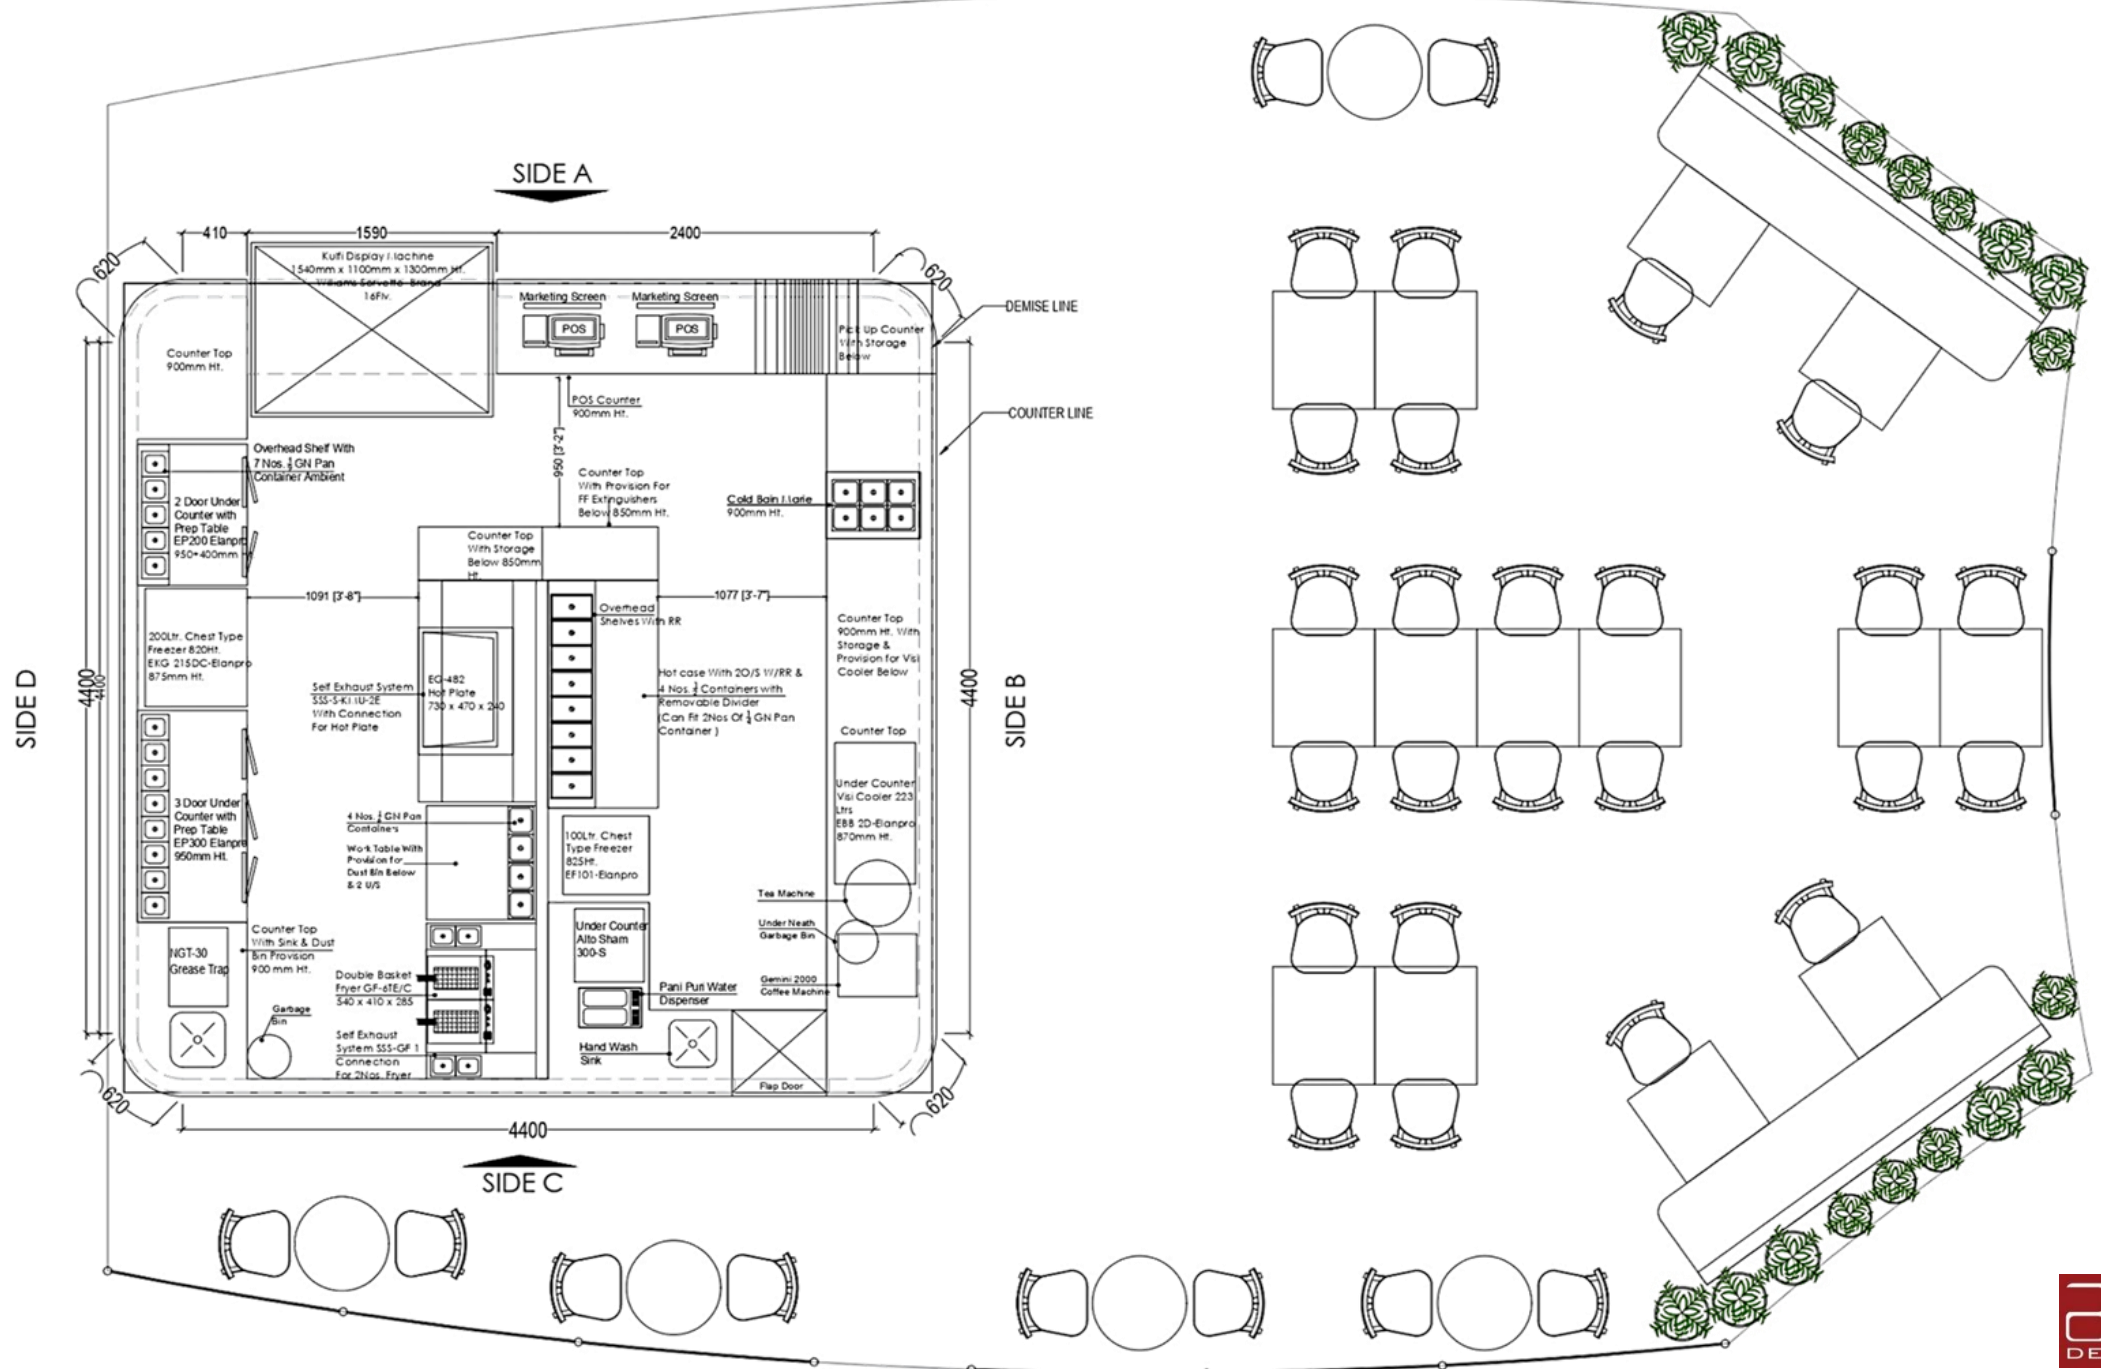 SIDE A
410
1590
2400
620
620
Kulfi Display Machine
1540mm x 1100mm x 1300mm Ht.
16Flv.
Marketing Screen
Marketing Screen
POS
POS
Pick Up Counter
With Storage
Below
DEMISE LINE
COUNTER LINE
Counter Top
900mm Ht.
POS Counter
900mm Ht.
950 [3'-2"]
Overhead Shelf With
7 Nos. ⅓ GN Pan
Container Ambient
2 Door Under
Counter with
Prep Table
EP200 Elanpro
950+400mm
Counter Top
With Provision For
FF Extinguishers
Below 850mm Ht.
Cold Bain Marie
900mm Ht.
Counter Top
With Storage
Below 850mm
Ht.
1091 [3'-8"]
1077 [3'-7"]
Overhead
Shelves With RR
200Ltr. Chest Type
Freezer 820Ht.
EKG 215DC-Elanpro
875mm Ht.
Counter Top
900mm Ht. With
Storage &
Provision for Visi
Cooler Below
SIDE D
4400
4400
Self Exhaust System
With Connection
For Hot Plate
EG-482
Hot Plate
730 x 470 x 240
Hot case With 2O/S W/RR &
Containers with
Removable Divider
GN Pan
Container )
4400
SIDE B
Counter Top
Under Counter
Visi Cooler 223
Ltrs
EBB 2D-Elanpro
870mm Ht.
3 Door Under
Counter with
Prep Table
EP300 Elanpro
950mm Ht.
GN Pan
Containers
Work Table With
Provision for
Dust Bin Below
& 2 U/S
100Ltr. Chest
Type Freezer
825Ht.
EF101-Elanpro
Tea Machine
Under Neath
Garbage Bin
Gemini 2000
Coffee Machine
NGT-30
Grease Trap
Counter Top
With Sink & Dust
Bin Provision
900 mm Ht.
Under Counter
Alto Sham
300-S
Double Basket
Fryer GF-6TE/C
540 x 410 x 285
Pani Puri Water
Dispenser
Garbage
Bin
Self Exhaust
System SSS-GF 1
Connection
For 2Nos. Fryer
Hand Wash
Sink
Flap Door
620
620
4400
SIDE C